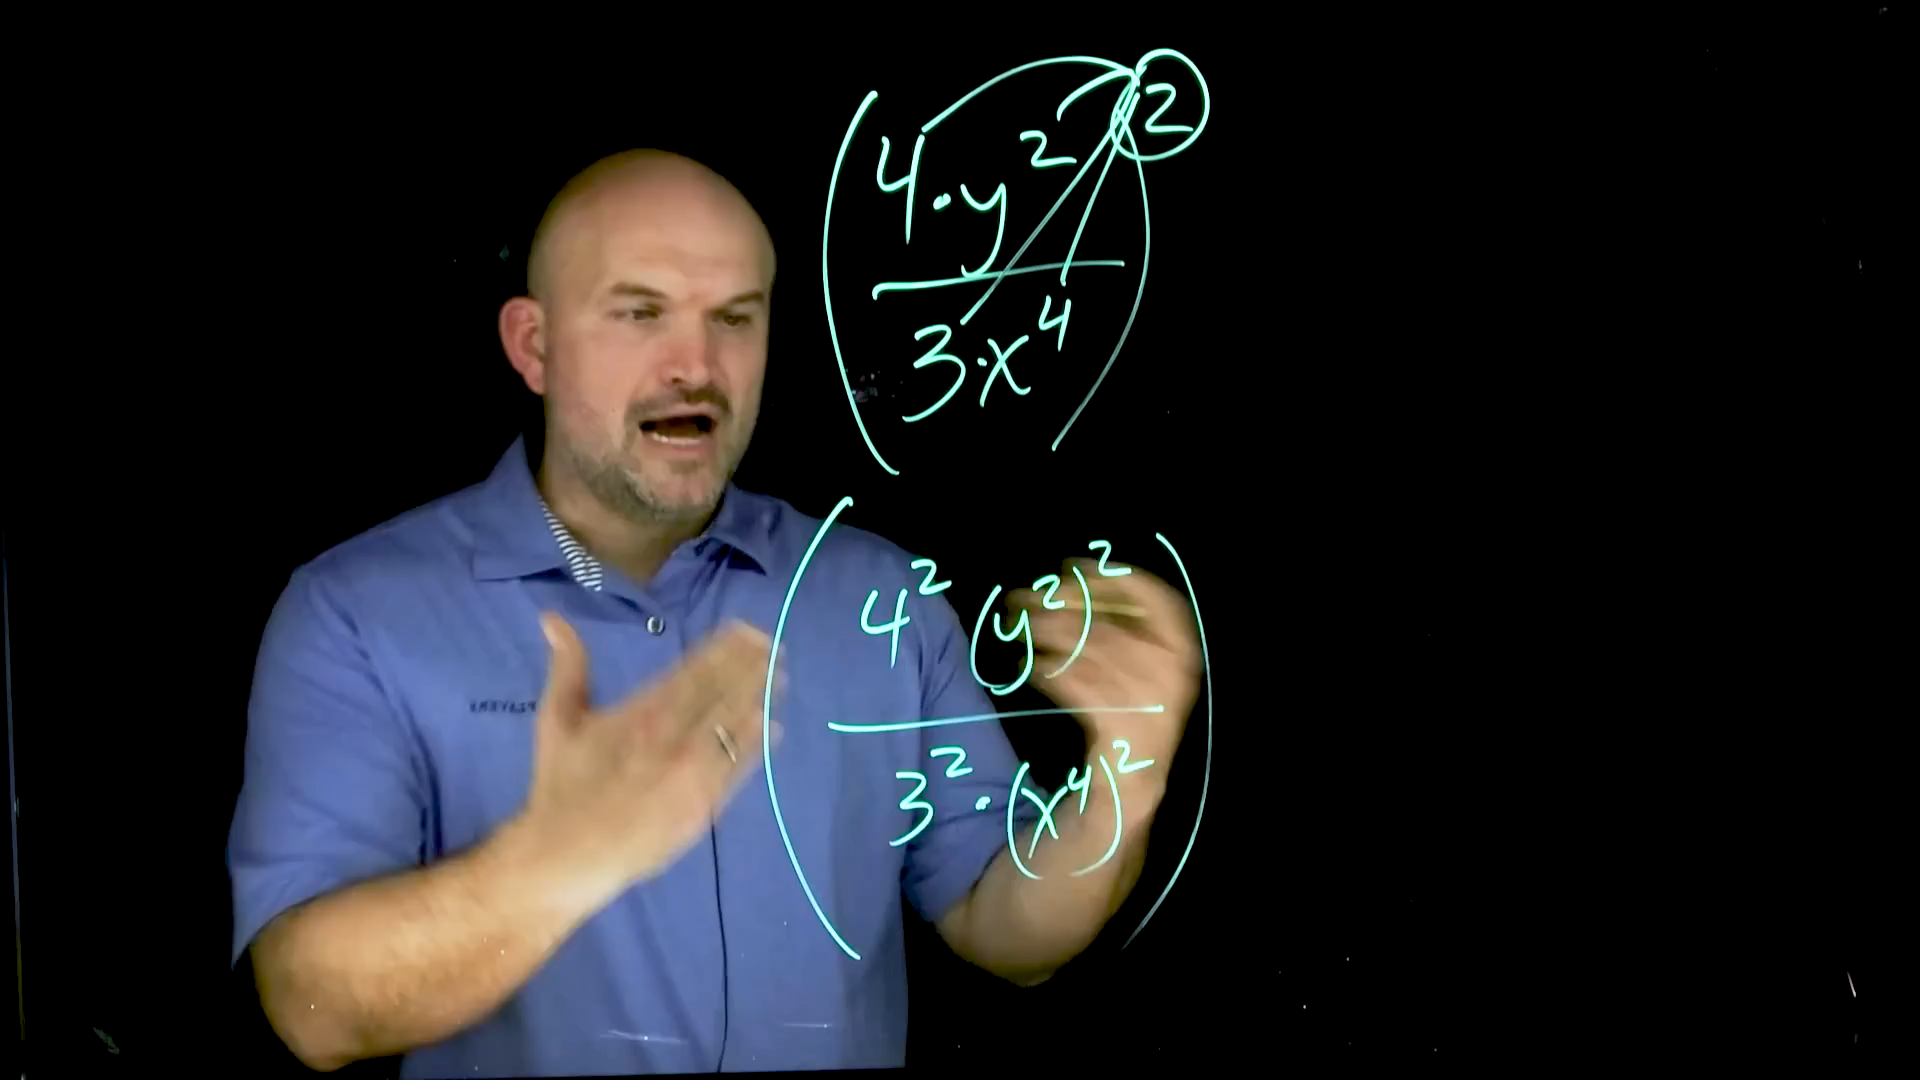 (4·y²
3·x⁴)²
(4² (y²)²
3²·(x⁴)²)